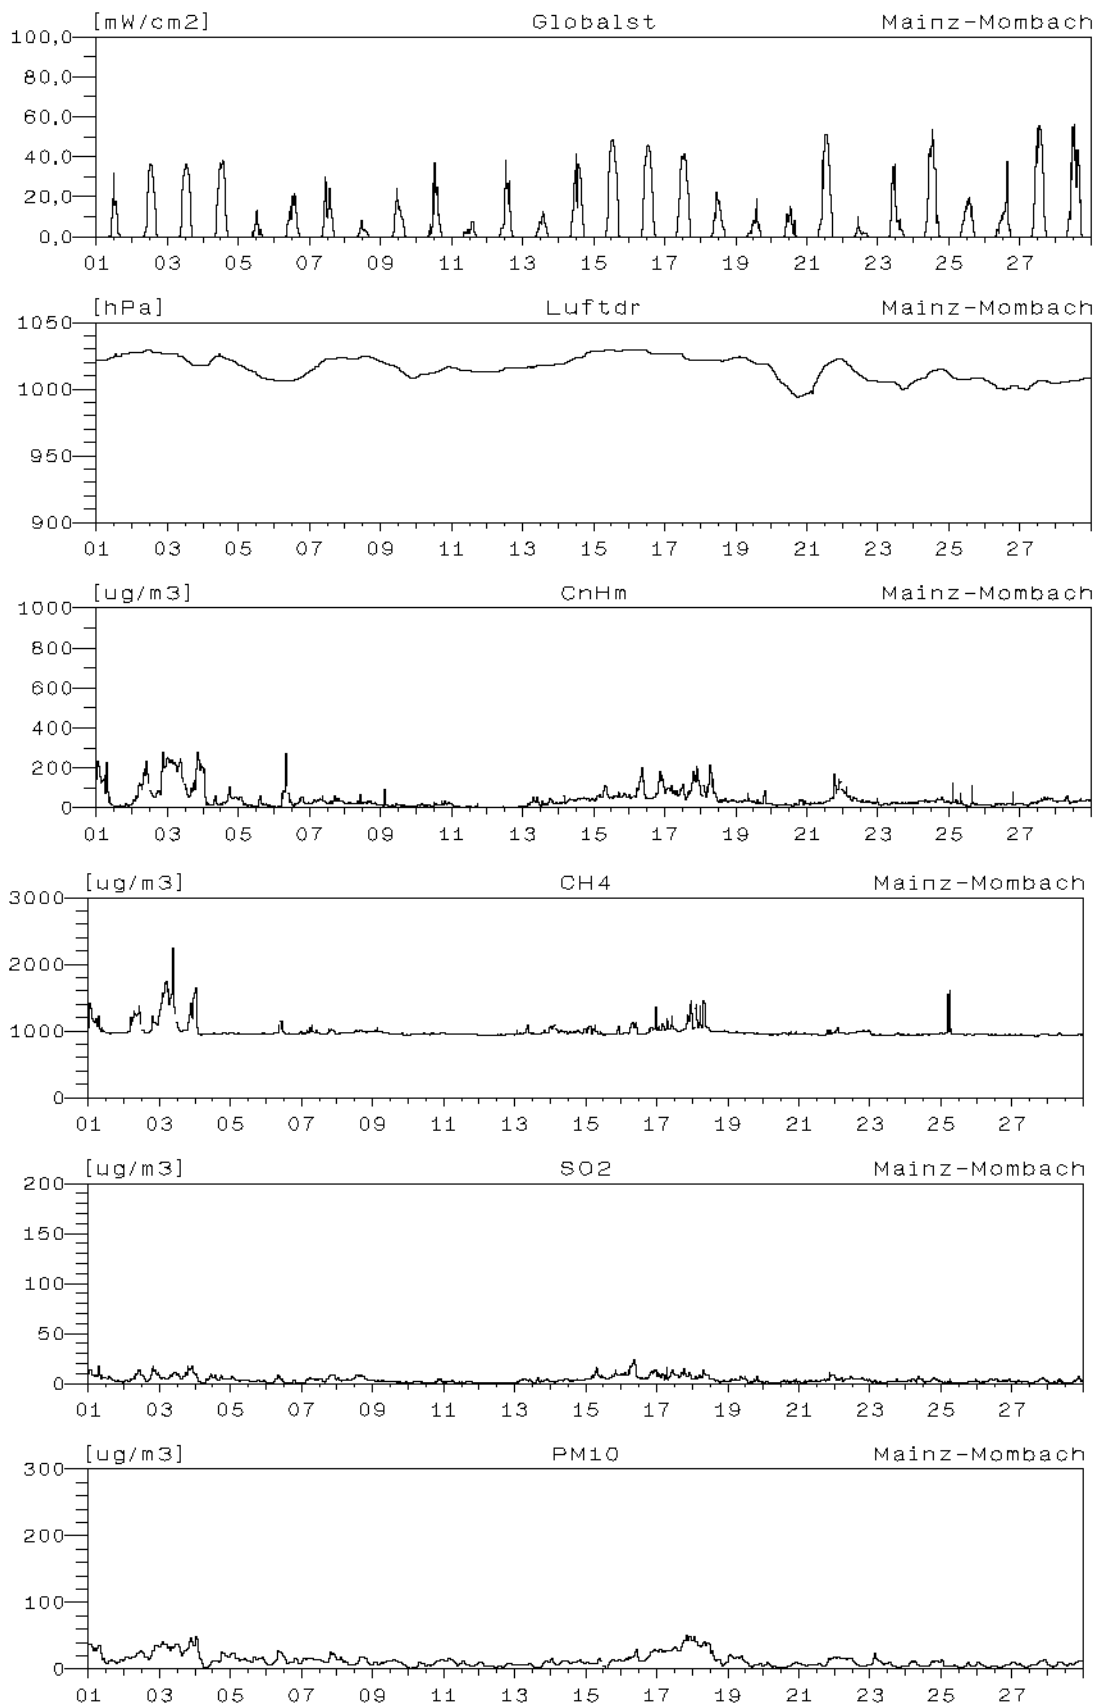 [mW/cm2] Globalst Mainz-Mombach
100,0
80,0
60,0
40,0
20,0
0,0
01 03 05 07 09 11 13 15 17 19 21 23 25 27
[hPa] Luftdr Mainz-Mombach
1050
1000
950
900
01 03 05 07 09 11 13 15 17 19 21 23 25 27
[ug/m3] CnHm Mainz-Mombach
1000
800
600
400
200
0
01 03 05 07 09 11 13 15 17 19 21 23 25 27
[ug/m3] CH4 Mainz-Mombach
3000
2000
1000
0
01 03 05 07 09 11 13 15 17 19 21 23 25 27
[ug/m3] SO2 Mainz-Mombach
200
150
100
50
0
01 03 05 07 09 11 13 15 17 19 21 23 25 27
[ug/m3] PM10 Mainz-Mombach
300
200
100
0
01 03 05 07 09 11 13 15 17 19 21 23 25 27